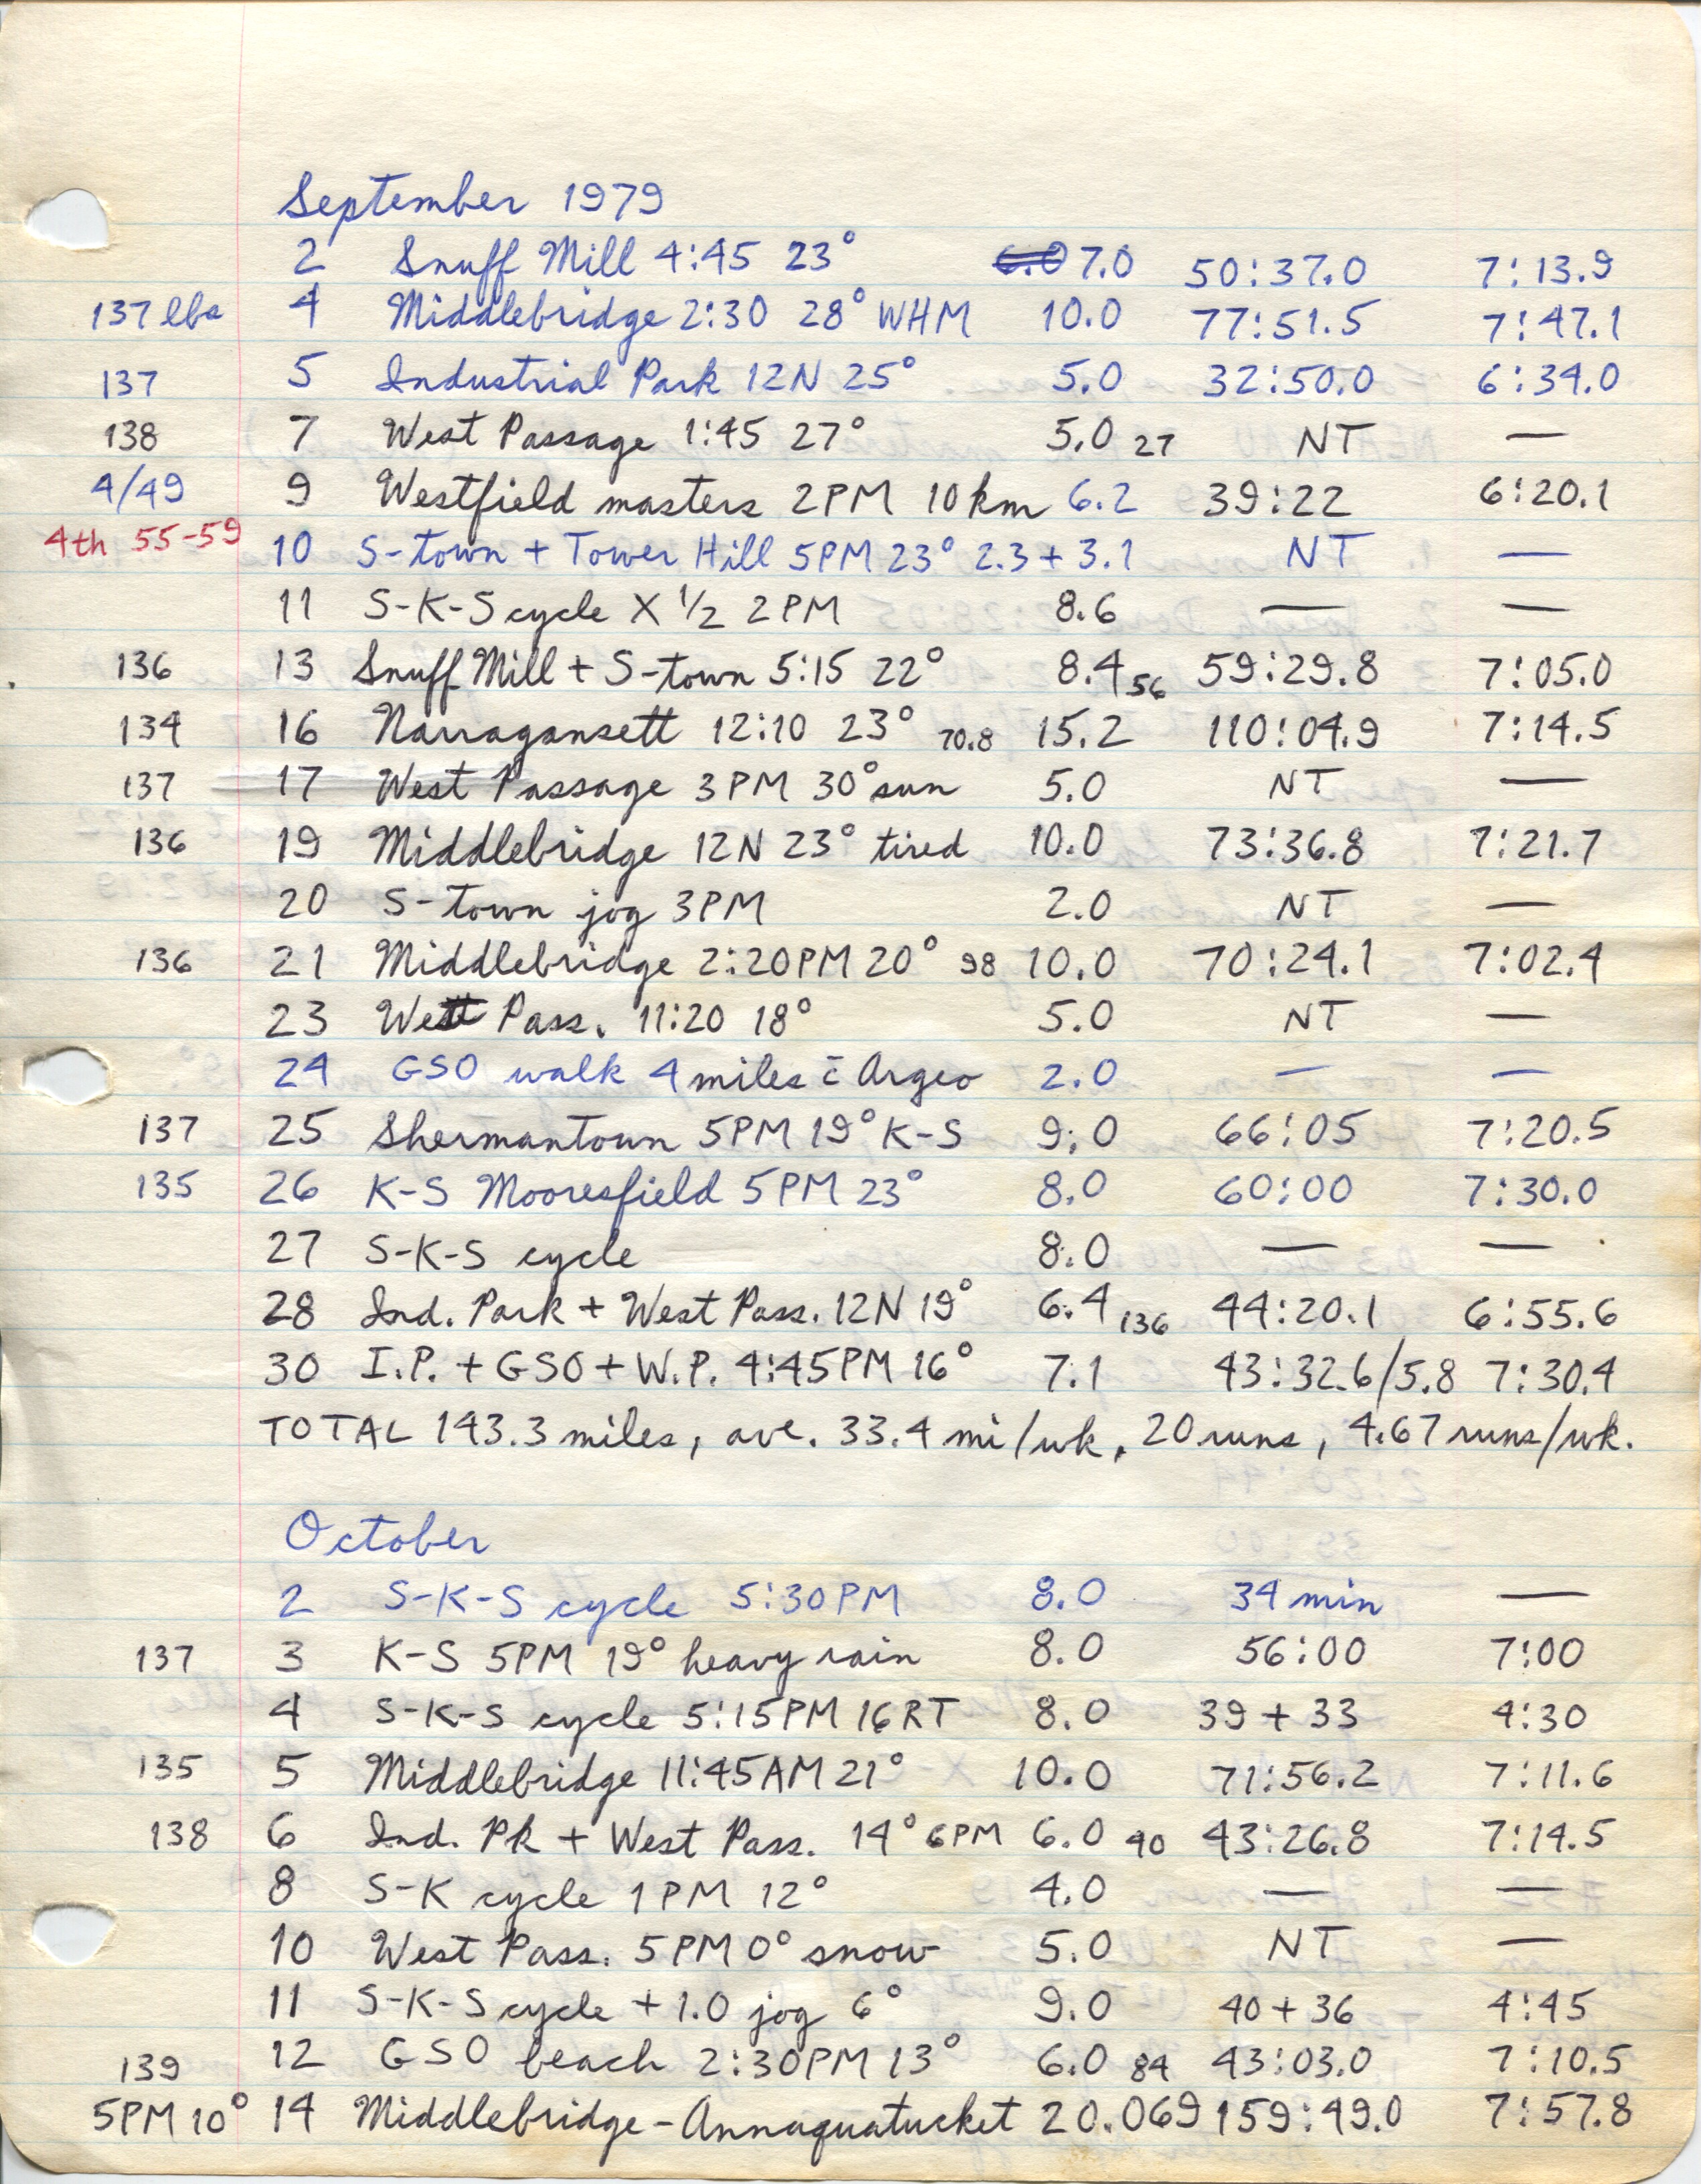 September 1979
2 Snuff Mill 4:45 23° 7.0 50:37.0 7:13.9
137 lbs 4 Middlebridge 2:30 28° WHM 10.0 77:51.5 7:47.1
137 5 Industrial Park 12N 25° 5.0 32:50.0 6:34.0
138 7 West Passage 1:45 27° 5.0 27 NT —
4/49 9 Westfield masters 2PM 10km 6.2 39:22 6:20.1
4th 55-59 10 S-town + Tower Hill 5PM 23° 2.3 + 3.1 NT —
11 S-K-S cycle X 1/2 2PM 8.6 — —
136 13 Snuff Mill + S-town 5:15 22° 8.4 56 59:29.8 7:05.0
134 16 Narragansett 12:10 23° 70.8 15.2 110:04.9 7:14.5
137 17 West Passage 3PM 30° sun 5.0 NT —
136 19 Middlebridge 12N 23° tired 10.0 73:36.8 7:21.7
20 S-town jog 3PM 2.0 NT —
136 21 Middlebridge 2:20PM 20° 98 10.0 70:24.1 7:02.4
23 West Pass. 11:20 18° 5.0 NT —
24 GSO walk 4 miles c̄ Argeo 2.0 — —
137 25 Shermantown 5PM 19° K-S 9.0 66:05 7:20.5
135 26 K-S Mooresfield 5PM 23° 8.0 60:00 7:30.0
27 S-K-S cycle 8.0 — —
28 Ind. Park + West Pass. 12N 19° 6.4 136 44:20.1 6:55.6
30 I.P. + GSO + W.P. 4:45PM 16° 7.1 43:32.6/5.8 7:30.4
TOTAL 143.3 miles, ave. 33.4 mi/wk, 20 runs, 4.67 runs/wk.
October
2 S-K-S cycle 5:30PM 8.0 34 min —
137 3 K-S 5PM 19° heavy rain 8.0 56:00 7:00
4 S-K-S cycle 5:15PM 16RT 8.0 39 + 33 4:30
135 5 Middlebridge 11:45AM 21° 10.0 71:56.2 7:11.6
138 6 Ind. Pk + West Pass. 14° 6PM 6.0 40 43:26.8 7:14.5
8 S-K cycle 1PM 12° 4.0 — —
10 West Pass. 5PM 0° snow 5.0 NT —
11 S-K-S cycle + 1.0 jog 6° 9.0 40 + 36 4:45
139 12 GSO beach 2:30PM 13° 6.0 84 43:03.0 7:10.5
5PM 10° 14 Middlebridge-Annaquatucket 20.069 159:49.0 7:57.8